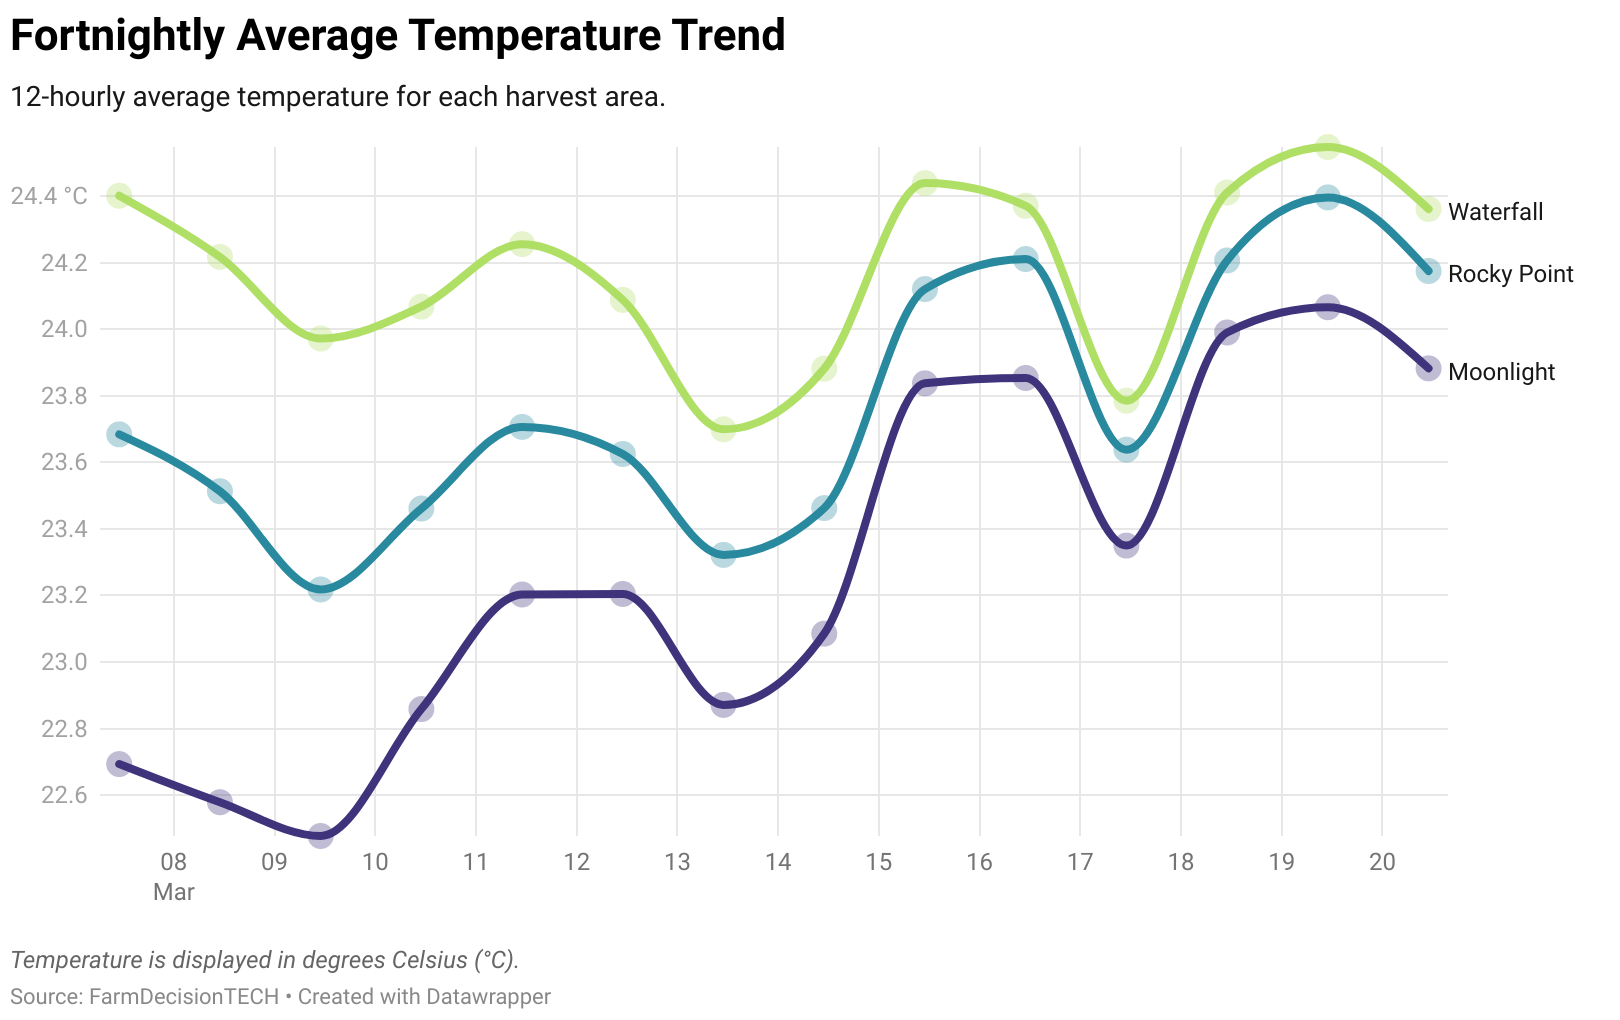 Fortnightly Average Temperature Trend
12-hourly average temperature for each harvest area.
24.4 °C
24.2
24.0
23.8
23.6
23.4
23.2
23.0
22.8
22.6
Waterfall
Rocky Point
Moonlight
08 09 10 11 12 13 14 15 16 17 18 19 20
Mar
Temperature is displayed in degrees Celsius (°C).
Source: FarmDecisionTECH • Created with Datawrapper